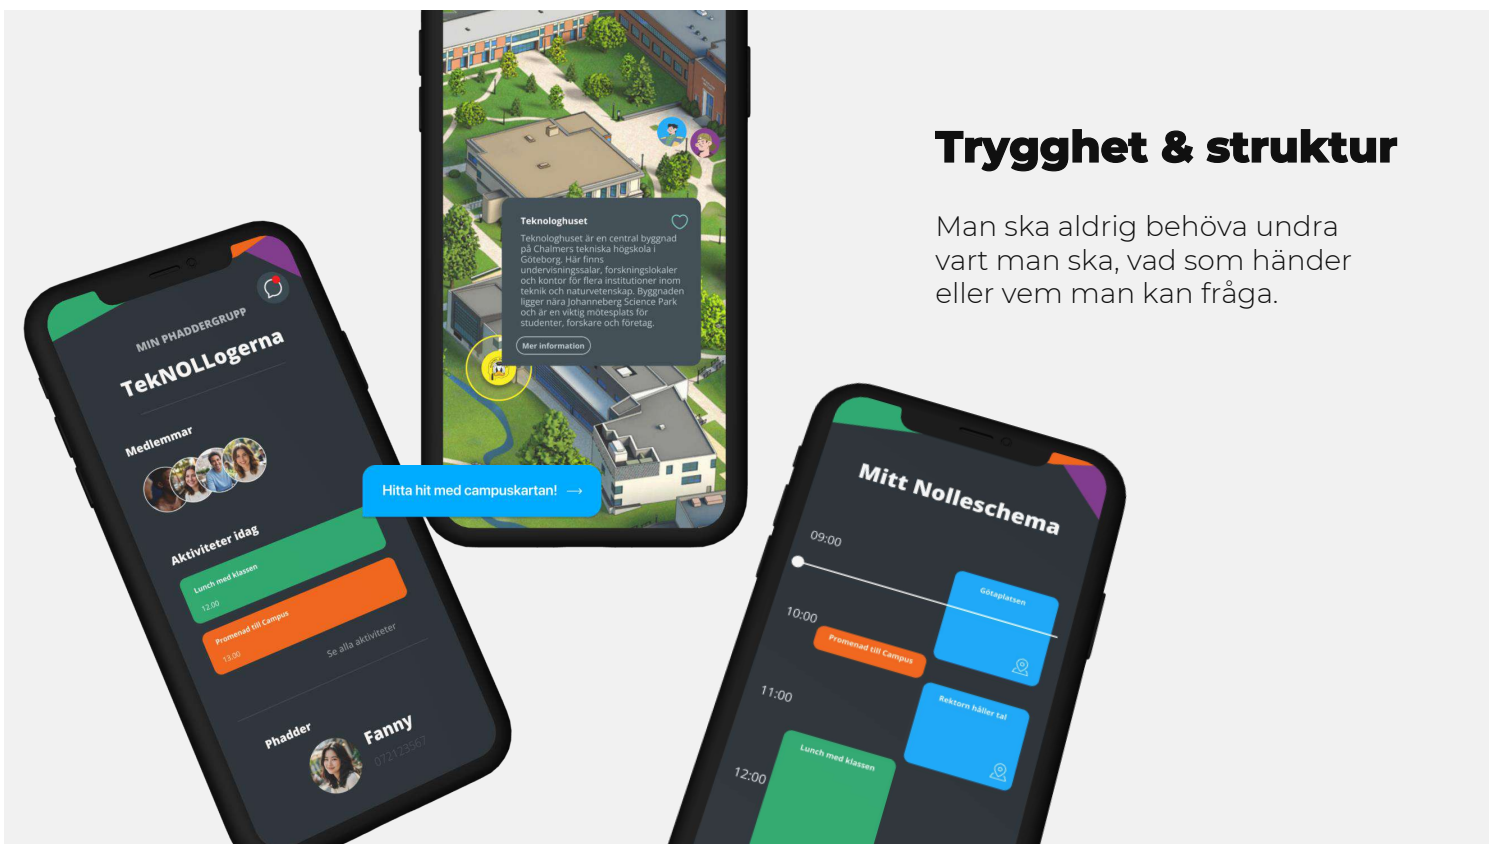 Trygghet & struktur
Man ska aldrig behöva undra
vart man ska, vad som händer
eller vem man kan fråga.
MIN PHADDERGRUPP
TekNOLLogerna
Medlemmar
Aktiviteter idag
Lunch med klassen
12.00
Promenad till Campus
13.00
Se alla aktiviteter
Phadder
Fanny
072123567
Teknologhuset
Teknologhuset är en central byggnad
på Chalmers tekniska högskola i
Göteborg. Här finns
undervisningssalar, forskningslokaler
och kontor för flera institutioner inom
teknik och naturvetenskap. Byggnaden
ligger nära Johanneberg Science Park
och är en viktig mötesplats för
studenter, forskare och företag.
Mer information
Hitta hit med campuskartan! →
Mitt Nolleschema
09:00
Götaplatsen
10:00
Promenad till Campus
11:00
Rektorn håller tal
Lunch med klassen
12:00